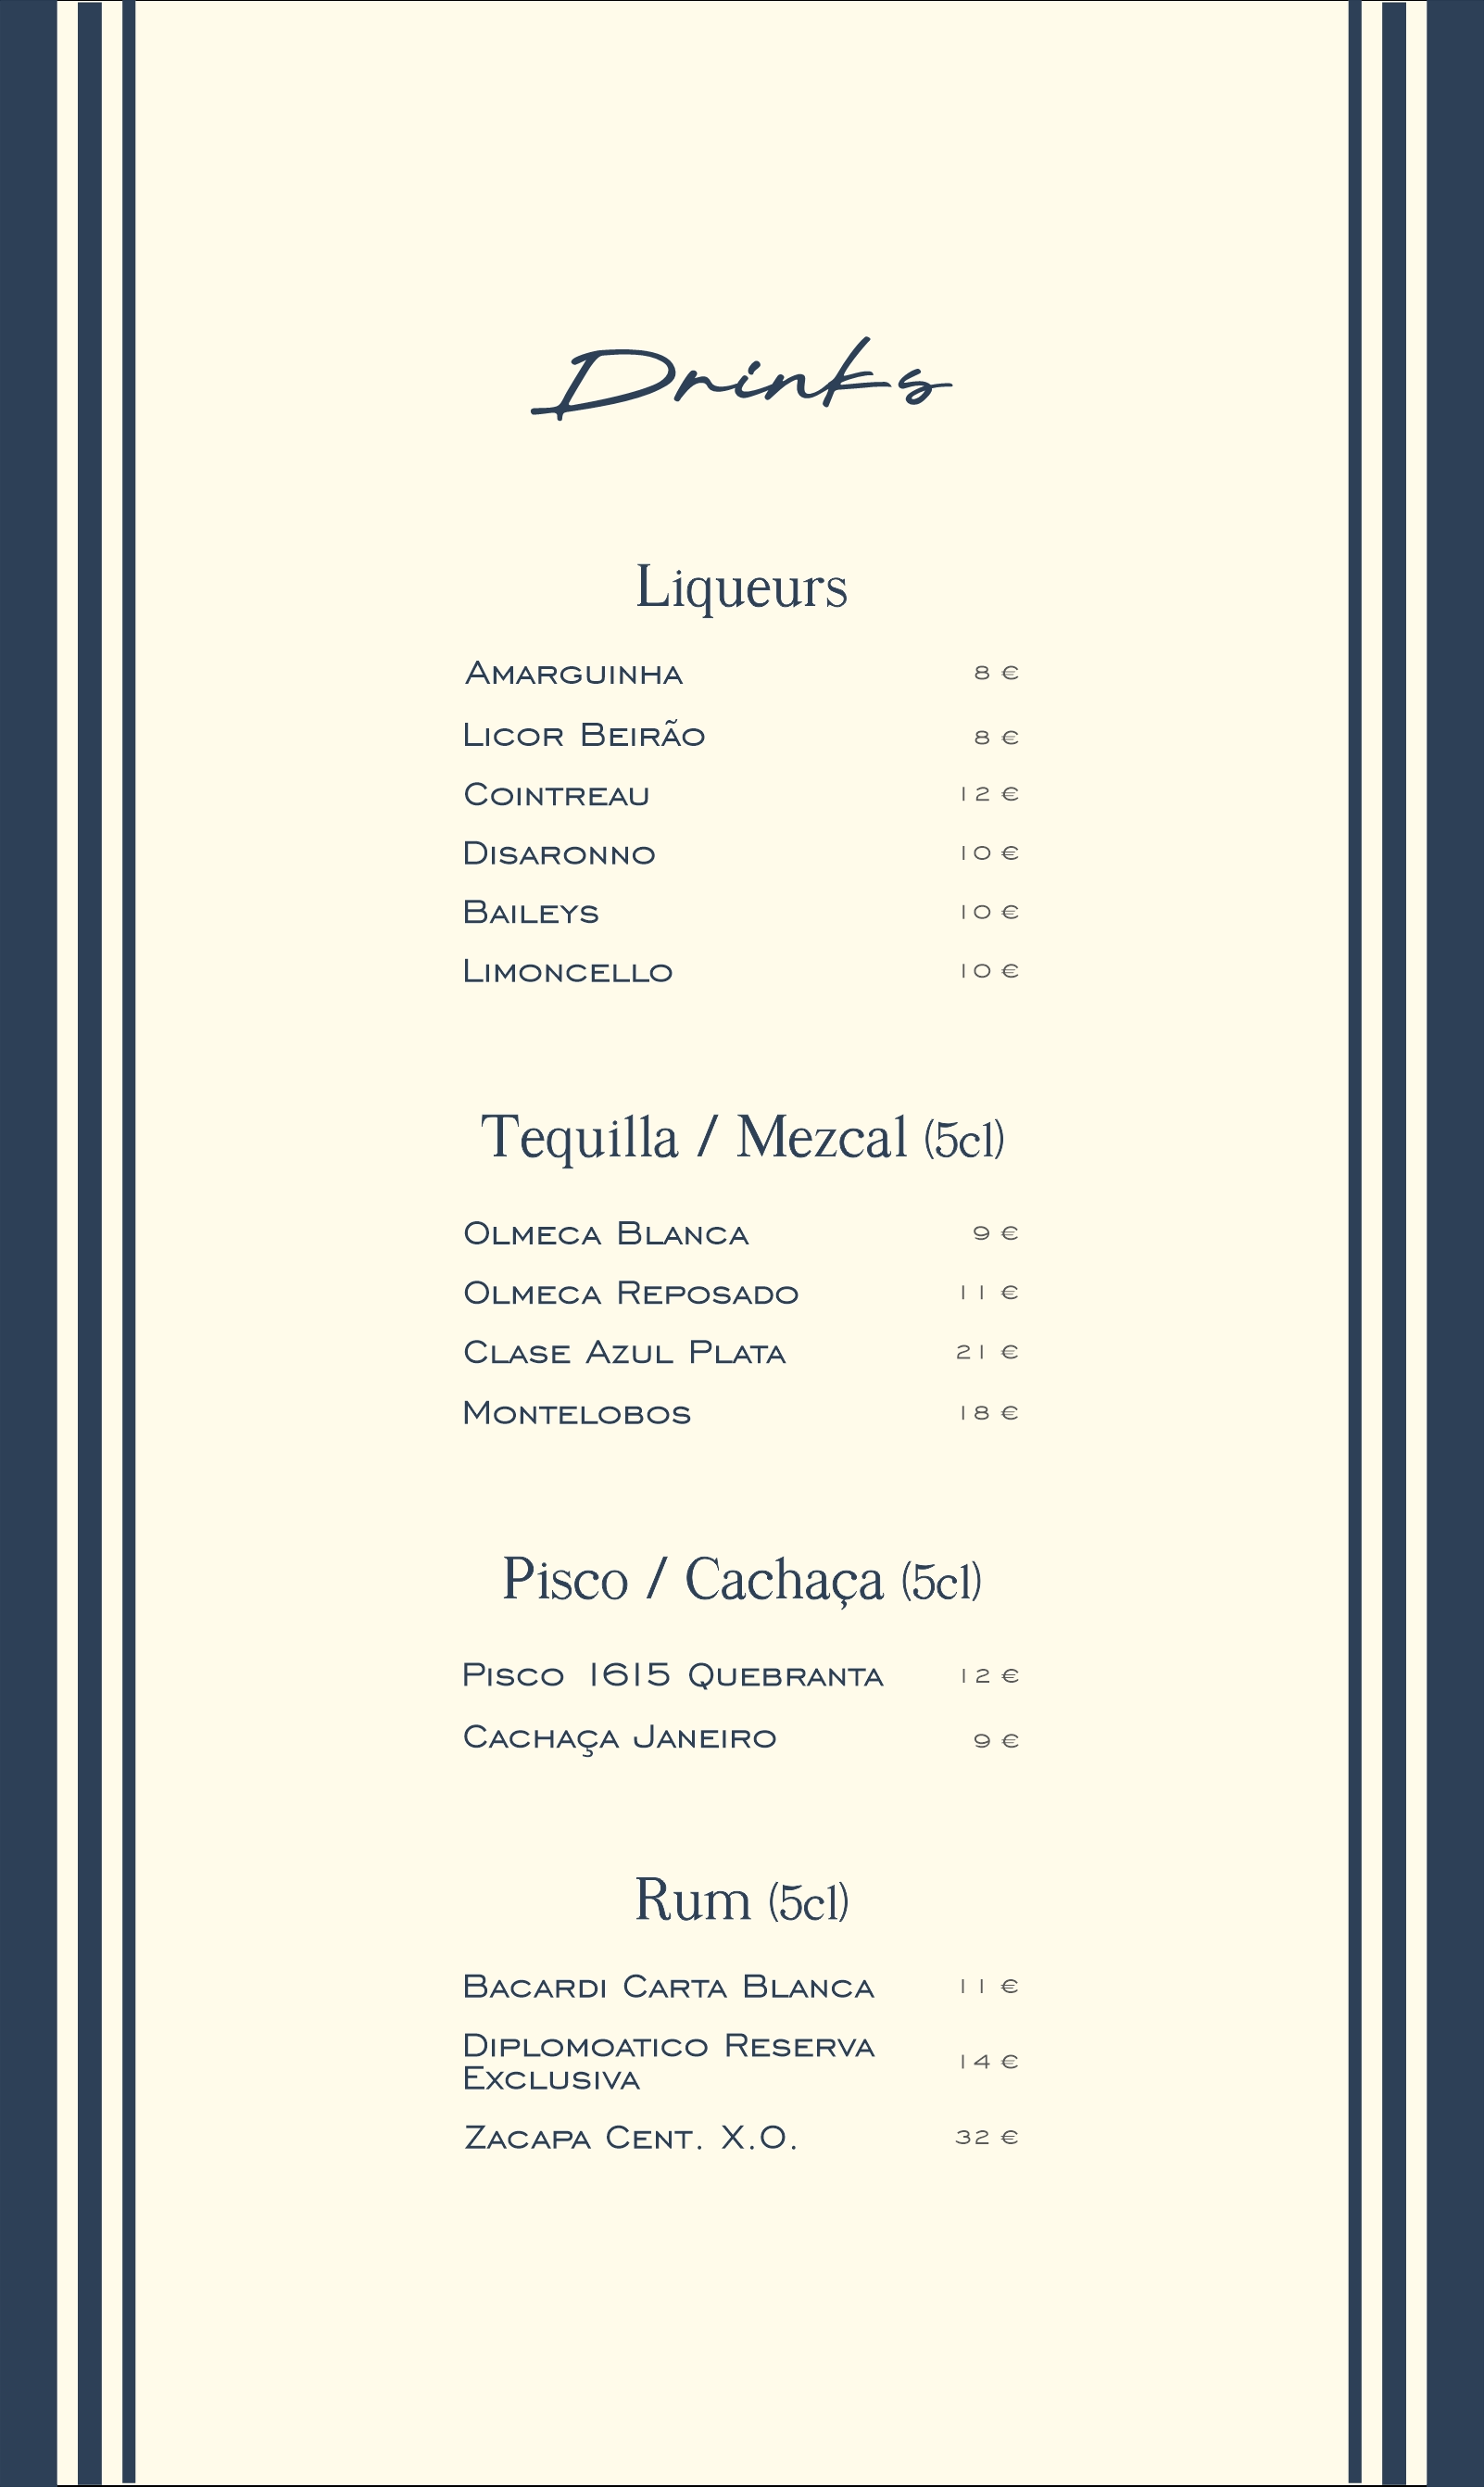 Drinks
Liqueurs
Amarguinha 8 €
Licor Beirão 8 €
Cointreau 12 €
Disaronno 10 €
Baileys 10 €
Limoncello 10 €
Tequilla / Mezcal (5cl)
Olmeca Blanca 9 €
Olmeca Reposado 11 €
Clase Azul Plata 21 €
Montelobos 18 €
Pisco / Cachaça (5cl)
Pisco 1615 Quebranta 12 €
Cachaça Janeiro 9 €
Rum (5cl)
Bacardi Carta Blanca 11 €
Diplomoatico Reserva
Exclusiva 14 €
Zacapa Cent. X.O. 32 €